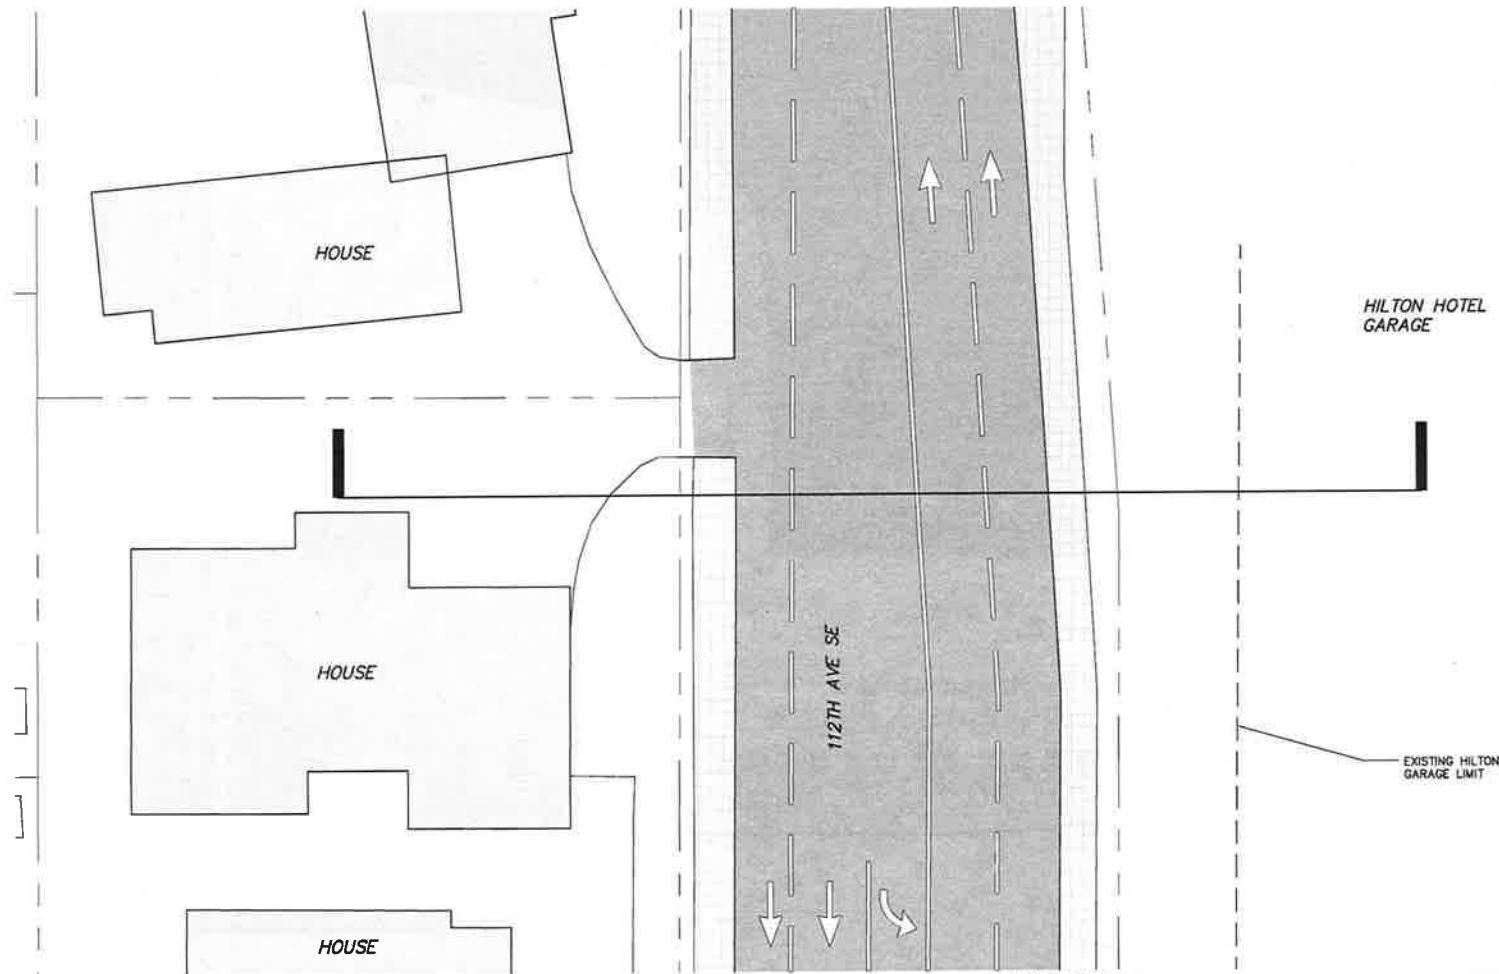 HOUSE
HILTON HOTEL
GARAGE
HOUSE
112TH AVE SE
EXISTING HILTON
GARAGE LIMIT
HOUSE